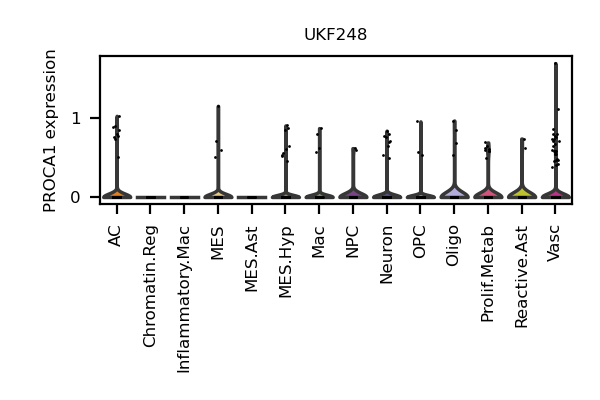 UKF248
PROCA1 expression
1
0
AC
Chromatin.Reg
Inflammatory.Mac
MES
MES.Ast
MES.Hyp
Mac
NPC
Neuron
OPC
Oligo
Prolif.Metab
Reactive.Ast
Vasc